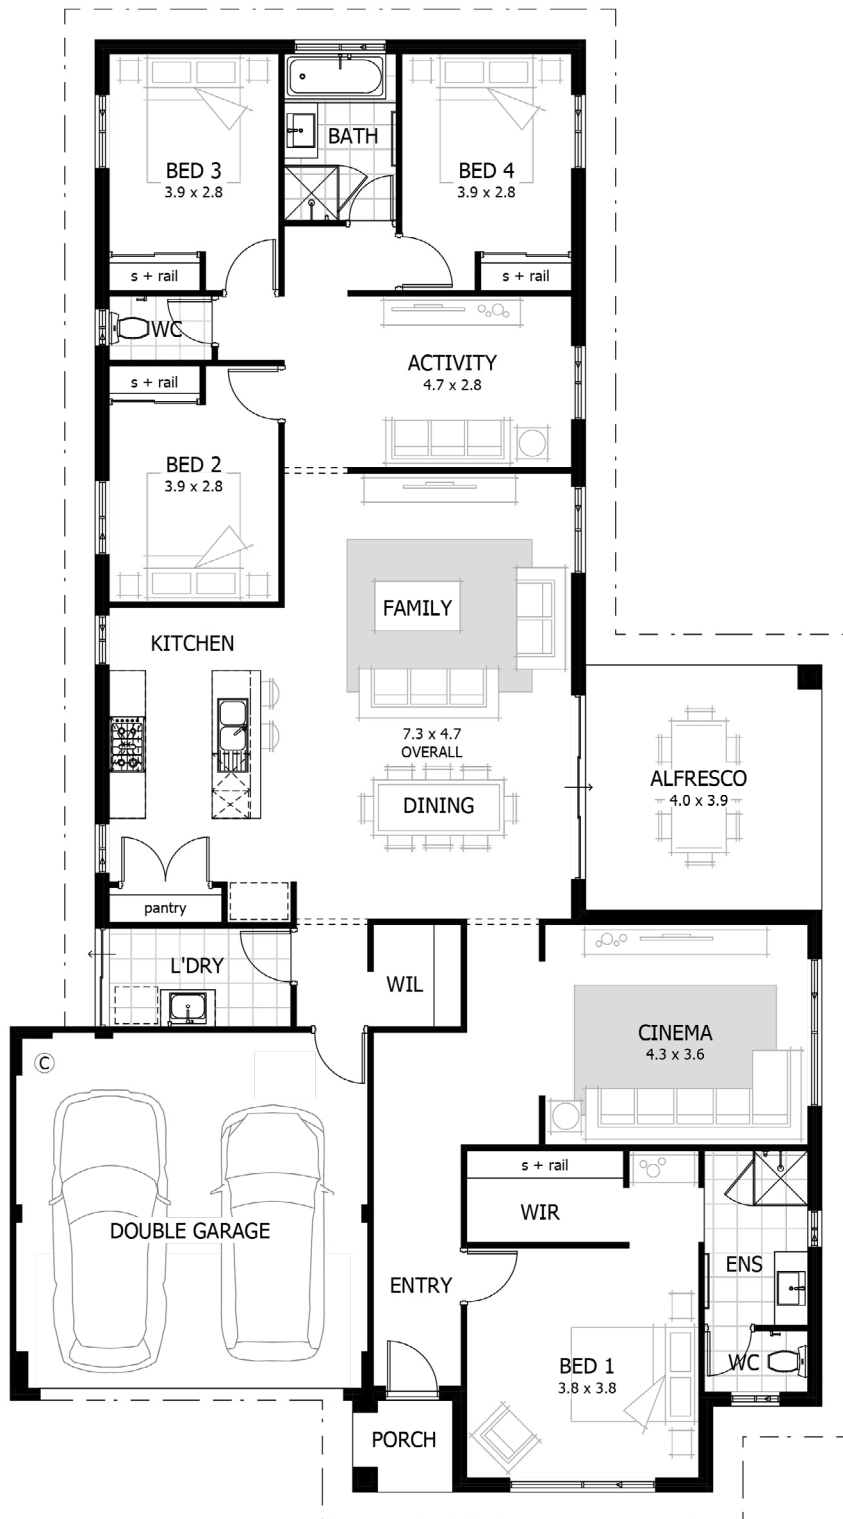 BATH
BED 3
3.9 x 2.8
BED 4
3.9 x 2.8
s + rail
s + rail
WC
ACTIVITY
4.7 x 2.8
s + rail
BED 2
3.9 x 2.8
FAMILY
KITCHEN
7.3 x 4.7
OVERALL
ALFRESCO
4.0 x 3.9
DINING
pantry
L'DRY
WIL
CINEMA
4.3 x 3.6
C
s + rail
WIR
DOUBLE GARAGE
ENS
ENTRY
WC
BED 1
3.8 x 3.8
PORCH